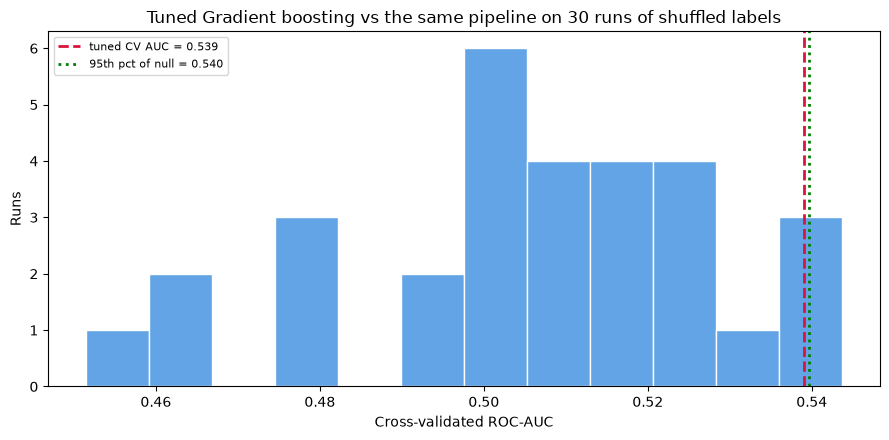 Tuned Gradient boosting vs the same pipeline on 30 runs of shuffled labels
tuned CV AUC = 0.539
95th pct of null = 0.540
6
5
4
3
2
1
0
Runs
0.46 0.48 0.50 0.52 0.54
Cross-validated ROC-AUC